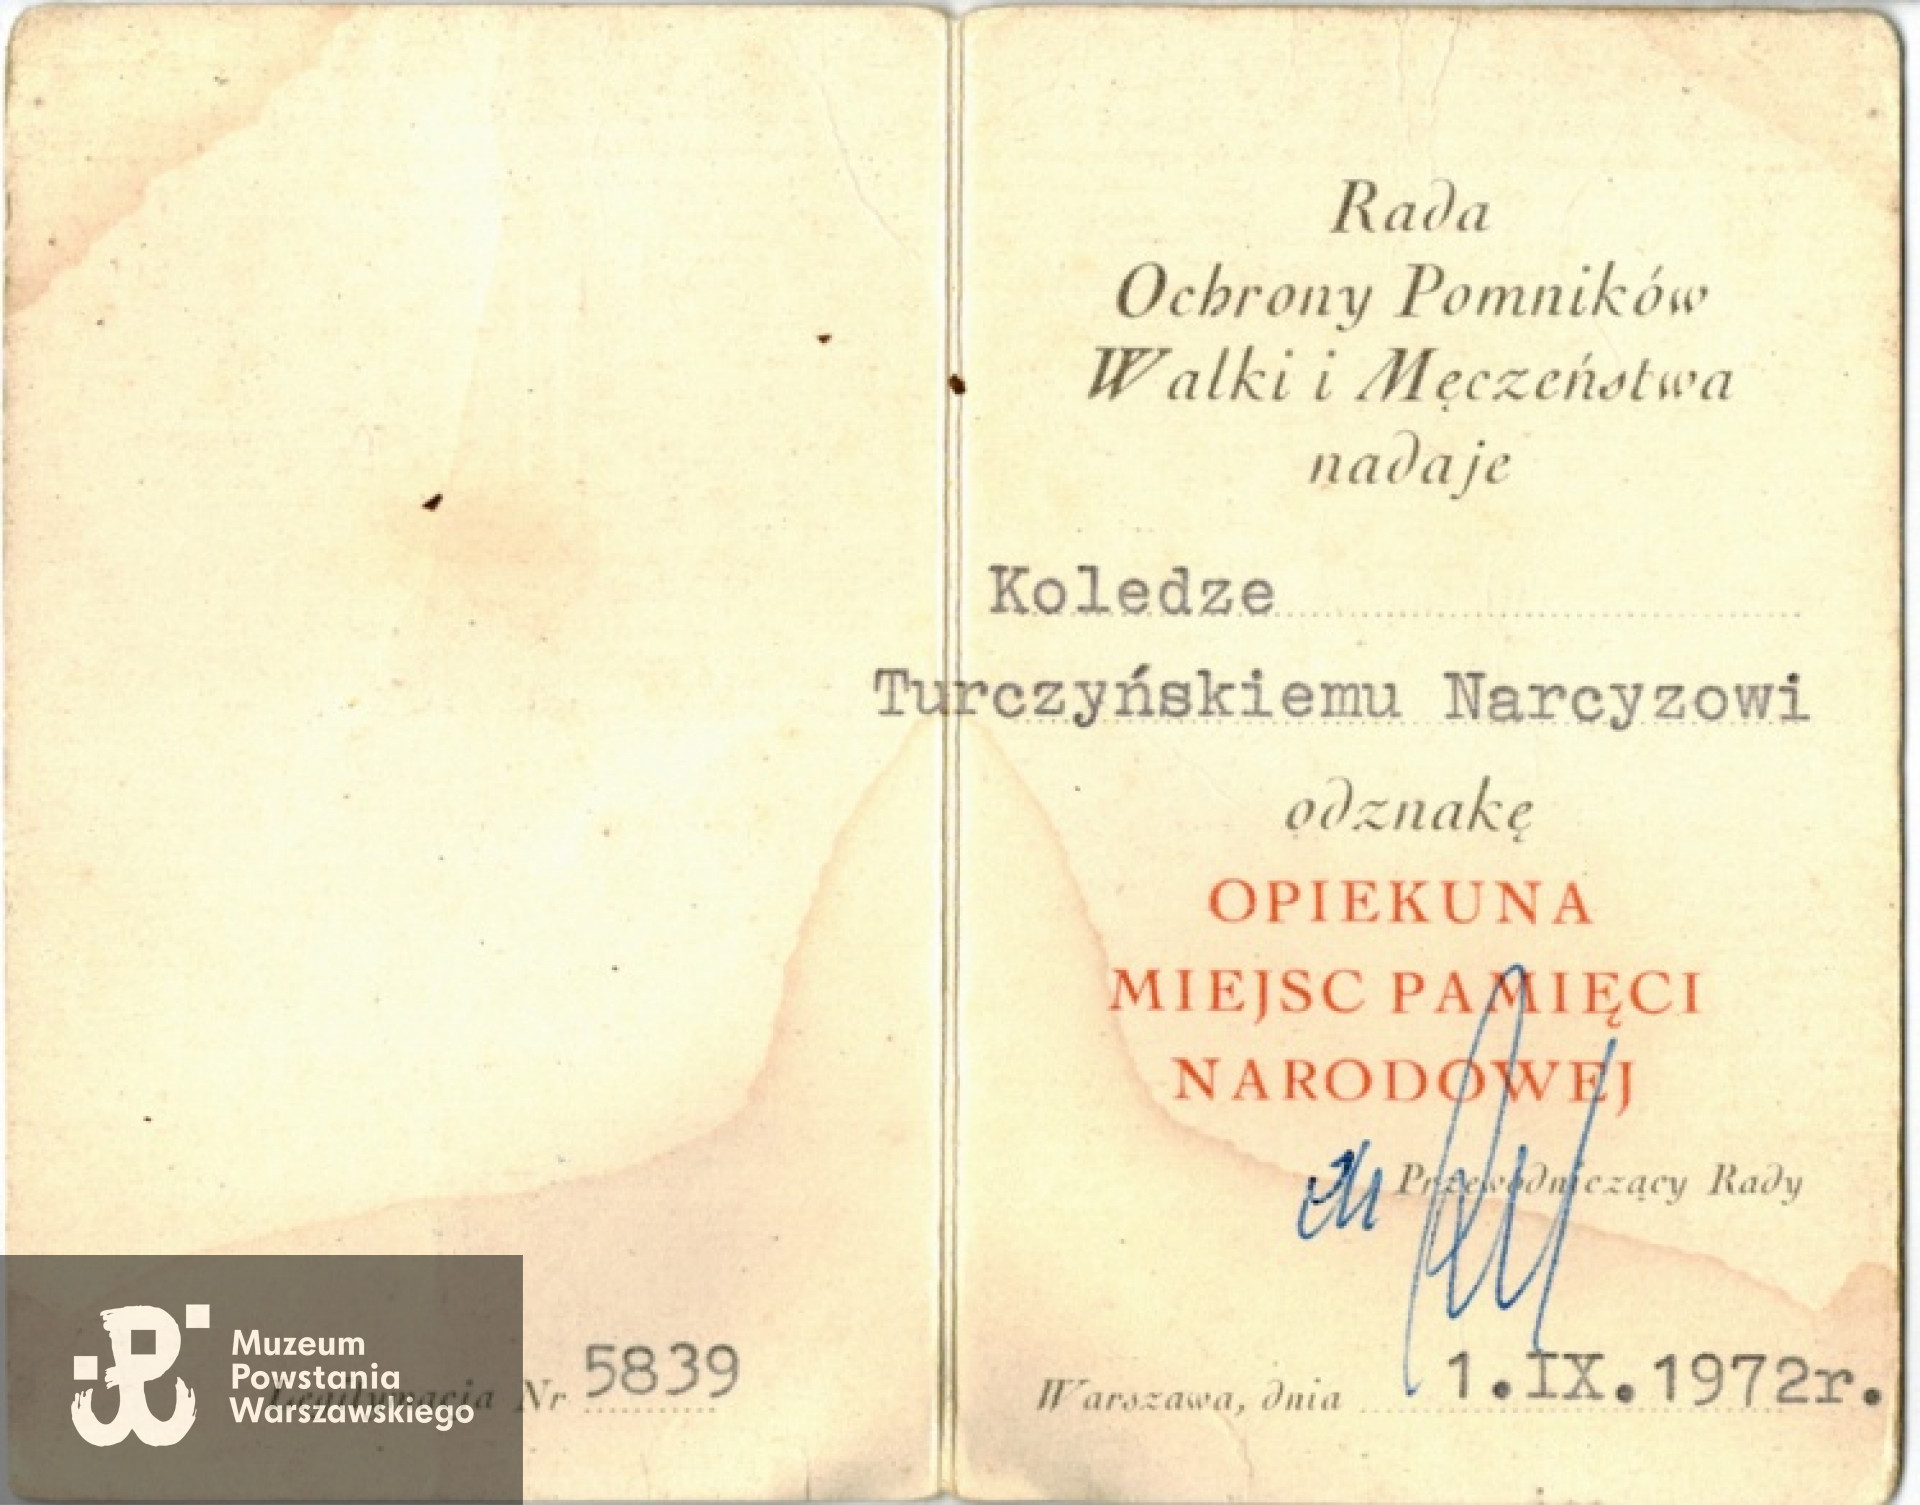 Rada
Ochrony Pomników
Walki i Męczeństwa
nadaje
Koledze
Turczyńskiemu Narcyzowi
odznakę
OPIEKUNA
MIEJSC PAMIĘCI
NARODOWEJ
Przewodniczący Rady
Legitymacja Nr 5839
Warszawa, dnia 1.IX.1972r.
Muzeum
Powstania
Warszawskiego